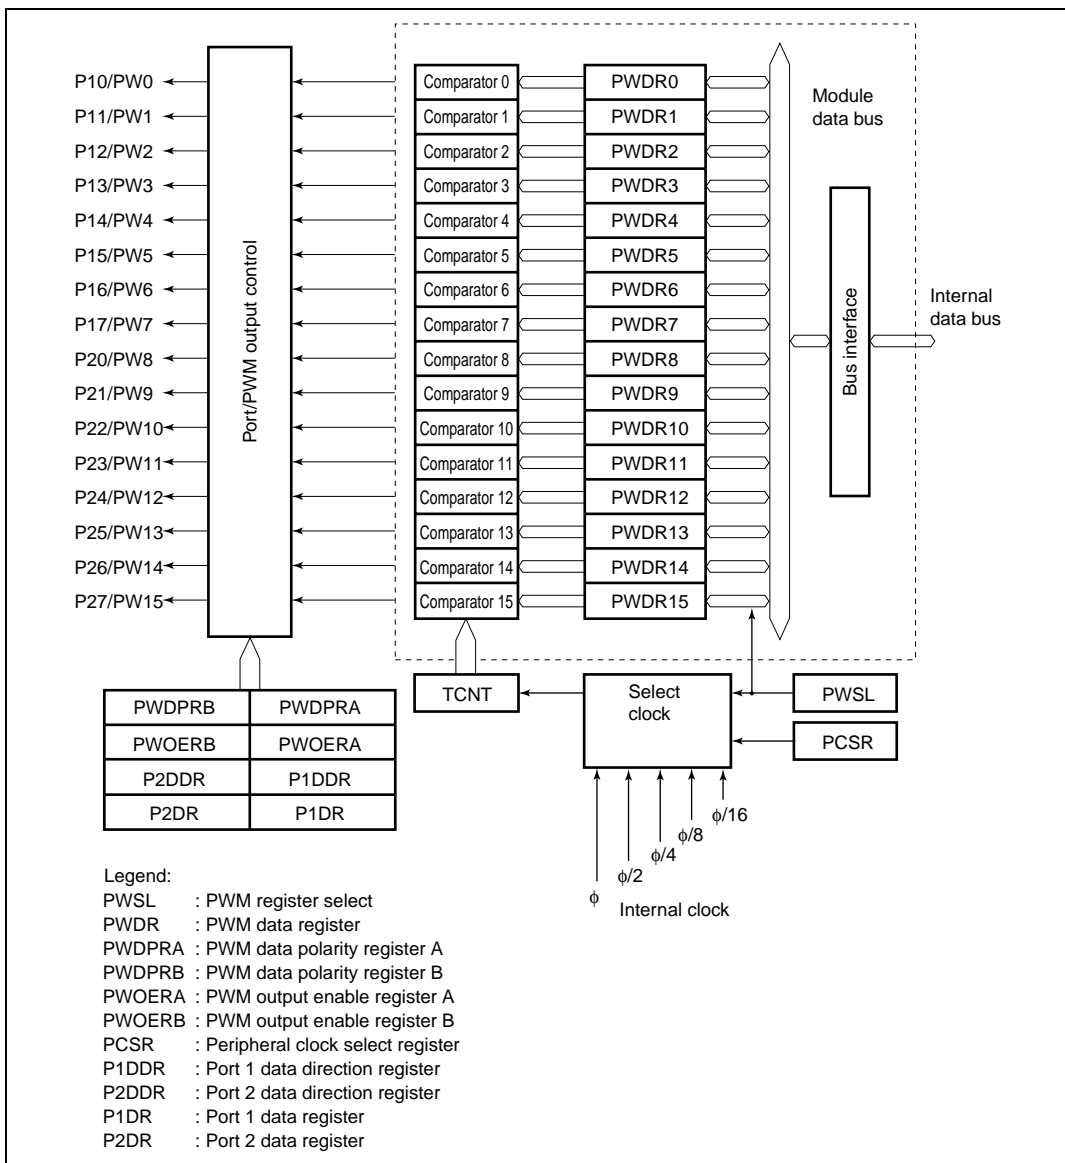 P10/PW0 Comparator 0 PWDR0
P11/PW1 Comparator 1 PWDR1
P12/PW2 Comparator 2 PWDR2
P13/PW3 Comparator 3 PWDR3
P14/PW4 Comparator 4 PWDR4
P15/PW5 Comparator 5 PWDR5
P16/PW6 Comparator 6 PWDR6
P17/PW7 Comparator 7 PWDR7
P20/PW8 Comparator 8 PWDR8
P21/PW9 Comparator 9 PWDR9
P22/PW10 Comparator 10 PWDR10
P23/PW11 Comparator 11 PWDR11
P24/PW12 Comparator 12 PWDR12
P25/PW13 Comparator 13 PWDR13
P26/PW14 Comparator 14 PWDR14
P27/PW15 Comparator 15 PWDR15
Port/PWM output control
Module
data bus
Bus interface
Internal
data bus
PWDPRB PWDPRA
PWOERB PWOERA
P2DDR P1DDR
P2DR P1DR
TCNT
Select
clock
PWSL
PCSR
ϕ/16
ϕ/8
ϕ/4
ϕ/2
ϕ
Internal clock
Legend:
PWSL : PWM register select
PWDR : PWM data register
PWDPRA : PWM data polarity register A
PWDPRB : PWM data polarity register B
PWOERA : PWM output enable register A
PWOERB : PWM output enable register B
PCSR : Peripheral clock select register
P1DDR : Port 1 data direction register
P2DDR : Port 2 data direction register
P1DR : Port 1 data register
P2DR : Port 2 data register